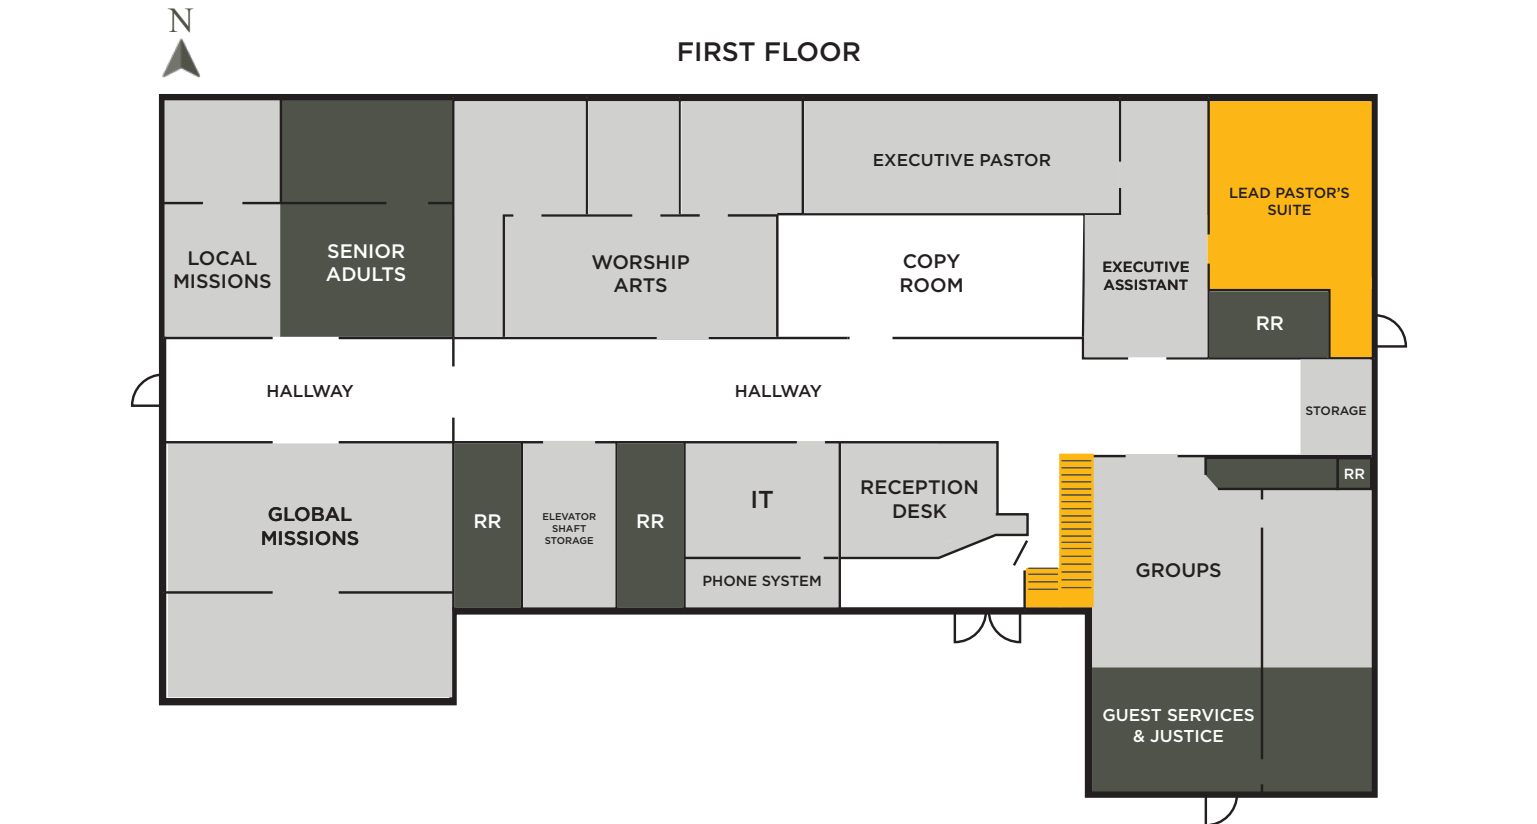 N
FIRST FLOOR
EXECUTIVE PASTOR
LEAD PASTOR'S
SUITE
LOCAL
MISSIONS
SENIOR
ADULTS
WORSHIP
ARTS
COPY
ROOM
EXECUTIVE
ASSISTANT
RR
HALLWAY
HALLWAY
STORAGE
GLOBAL
MISSIONS
RR
ELEVATOR
SHAFT
STORAGE
RR
IT
RECEPTION
DESK
RR
PHONE SYSTEM
GROUPS
GUEST SERVICES
& JUSTICE